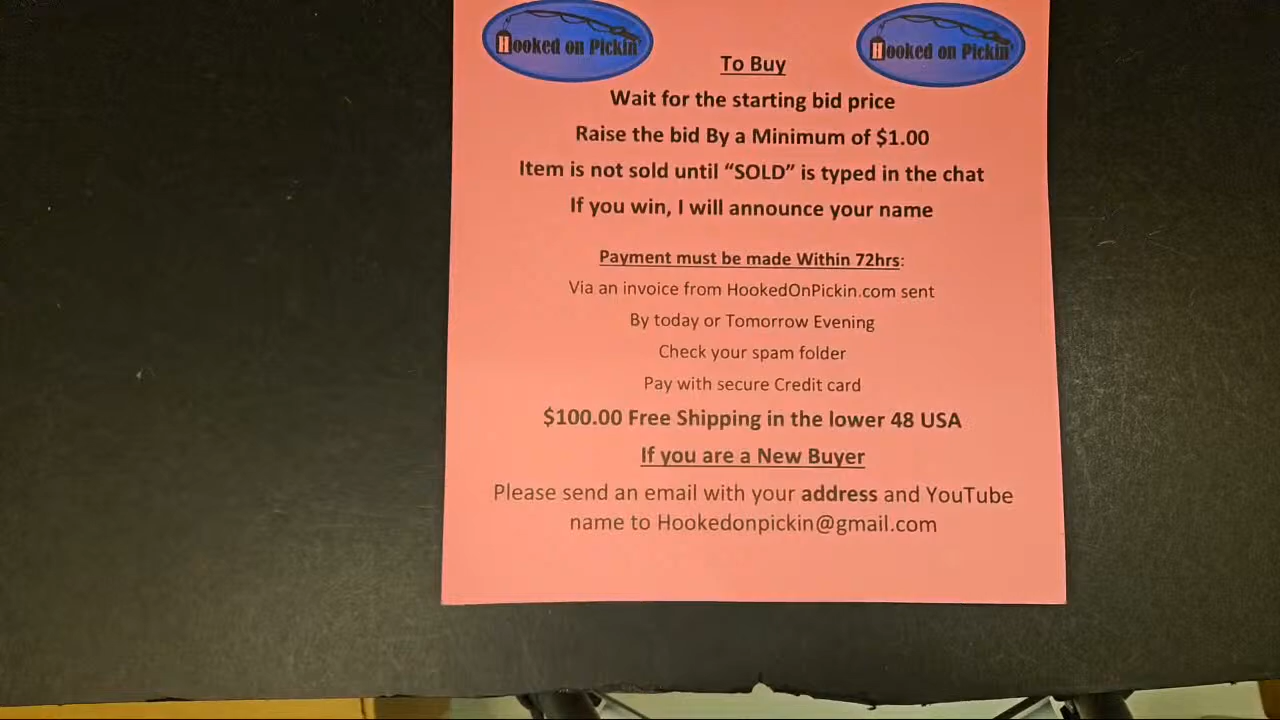 Hooked on Pickin'
Hooked on Pickin'
To Buy
Wait for the starting bid price
Raise the bid By a Minimum of $1.00
Item is not sold until “SOLD” is typed in the chat
If you win, I will announce your name
Payment must be made Within 72hrs:
Via an invoice from HookedOnPickin.com sent
By today or Tomorrow Evening
Check your spam folder
Pay with secure Credit card
$100.00 Free Shipping in the lower 48 USA
If you are a New Buyer
Please send an email with your address and YouTube
name to Hookedonpickin@gmail.com